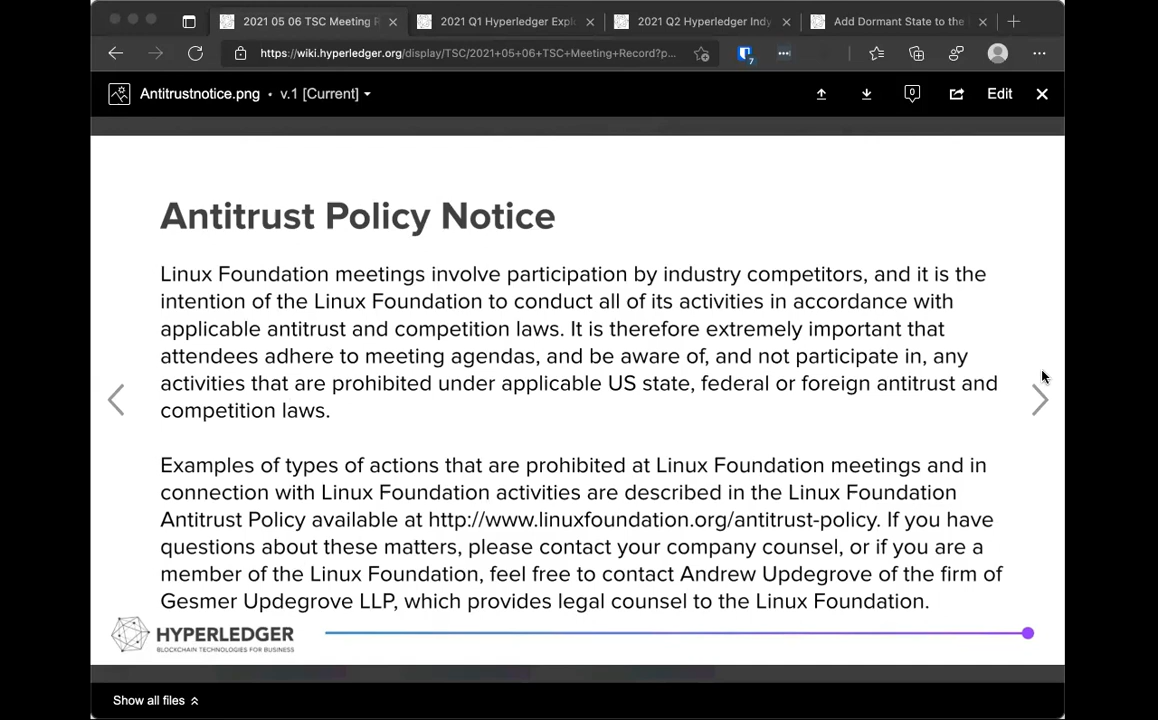 2021 05 06 TSC Meeting R
2021 Q1 Hyperledger Explo
2021 Q2 Hyperledger Indy
Add Dormant State to the
https://wiki.hyperledger.org/display/TSC/2021+05+06+TSC+Meeting+Record?p...
7
Antitrustnotice.png • v.1 [Current]
0
Edit
Antitrust Policy Notice
Linux Foundation meetings involve participation by industry competitors, and it is the
intention of the Linux Foundation to conduct all of its activities in accordance with
applicable antitrust and competition laws. It is therefore extremely important that
attendees adhere to meeting agendas, and be aware of, and not participate in, any
activities that are prohibited under applicable US state, federal or foreign antitrust and
competition laws.
Examples of types of actions that are prohibited at Linux Foundation meetings and in
connection with Linux Foundation activities are described in the Linux Foundation
Antitrust Policy available at http://www.linuxfoundation.org/antitrust-policy. If you have
questions about these matters, please contact your company counsel, or if you are a
member of the Linux Foundation, feel free to contact Andrew Updegrove of the firm of
Gesmer Updegrove LLP, which provides legal counsel to the Linux Foundation.
HYPERLEDGER
BLOCKCHAIN TECHNOLOGIES FOR BUSINESS
Show all files